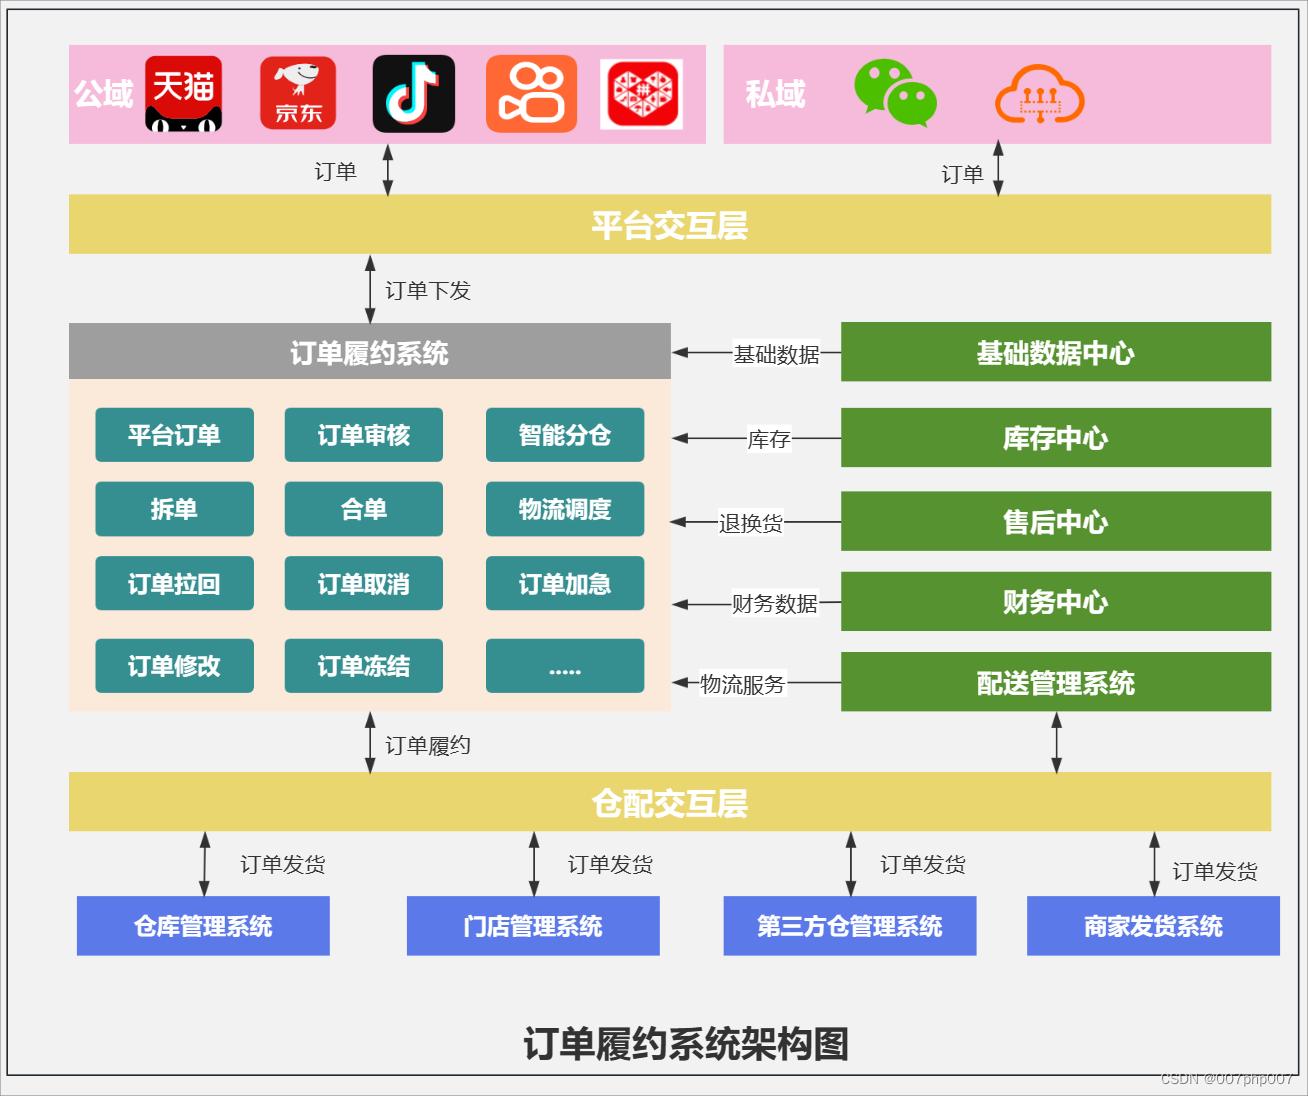 公域
天猫
京东
私域
订单
订单
平台交互层
订单下发
订单履约系统
基础数据
基础数据中心
平台订单
订单审核
智能分仓
库存
库存中心
拆单
合单
物流调度
退换货
售后中心
订单拉回
订单取消
订单加急
财务数据
财务中心
订单修改
订单冻结
.....
物流服务
配送管理系统
订单履约
仓配交互层
订单发货
订单发货
订单发货
订单发货
仓库管理系统
门店管理系统
第三方仓管理系统
商家发货系统
订单履约系统架构图
CSDN @007php007